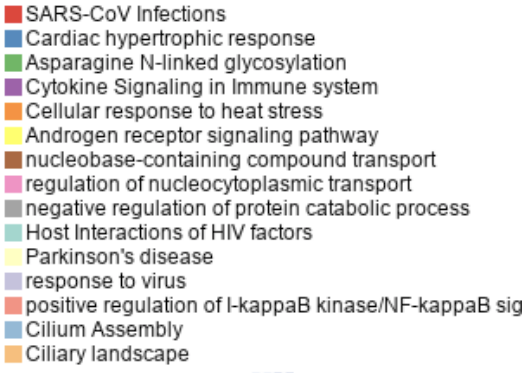 SARS-CoV Infections
Cardiac hypertrophic response
Asparagine N-linked glycosylation
Cytokine Signaling in Immune system
Cellular response to heat stress
Androgen receptor signaling pathway
nucleobase-containing compound transport
regulation of nucleocytoplasmic transport
negative regulation of protein catabolic process
Host Interactions of HIV factors
Parkinson's disease
response to virus
positive regulation of I-kappaB kinase/NF-kappaB sig
Cilium Assembly
Ciliary landscape